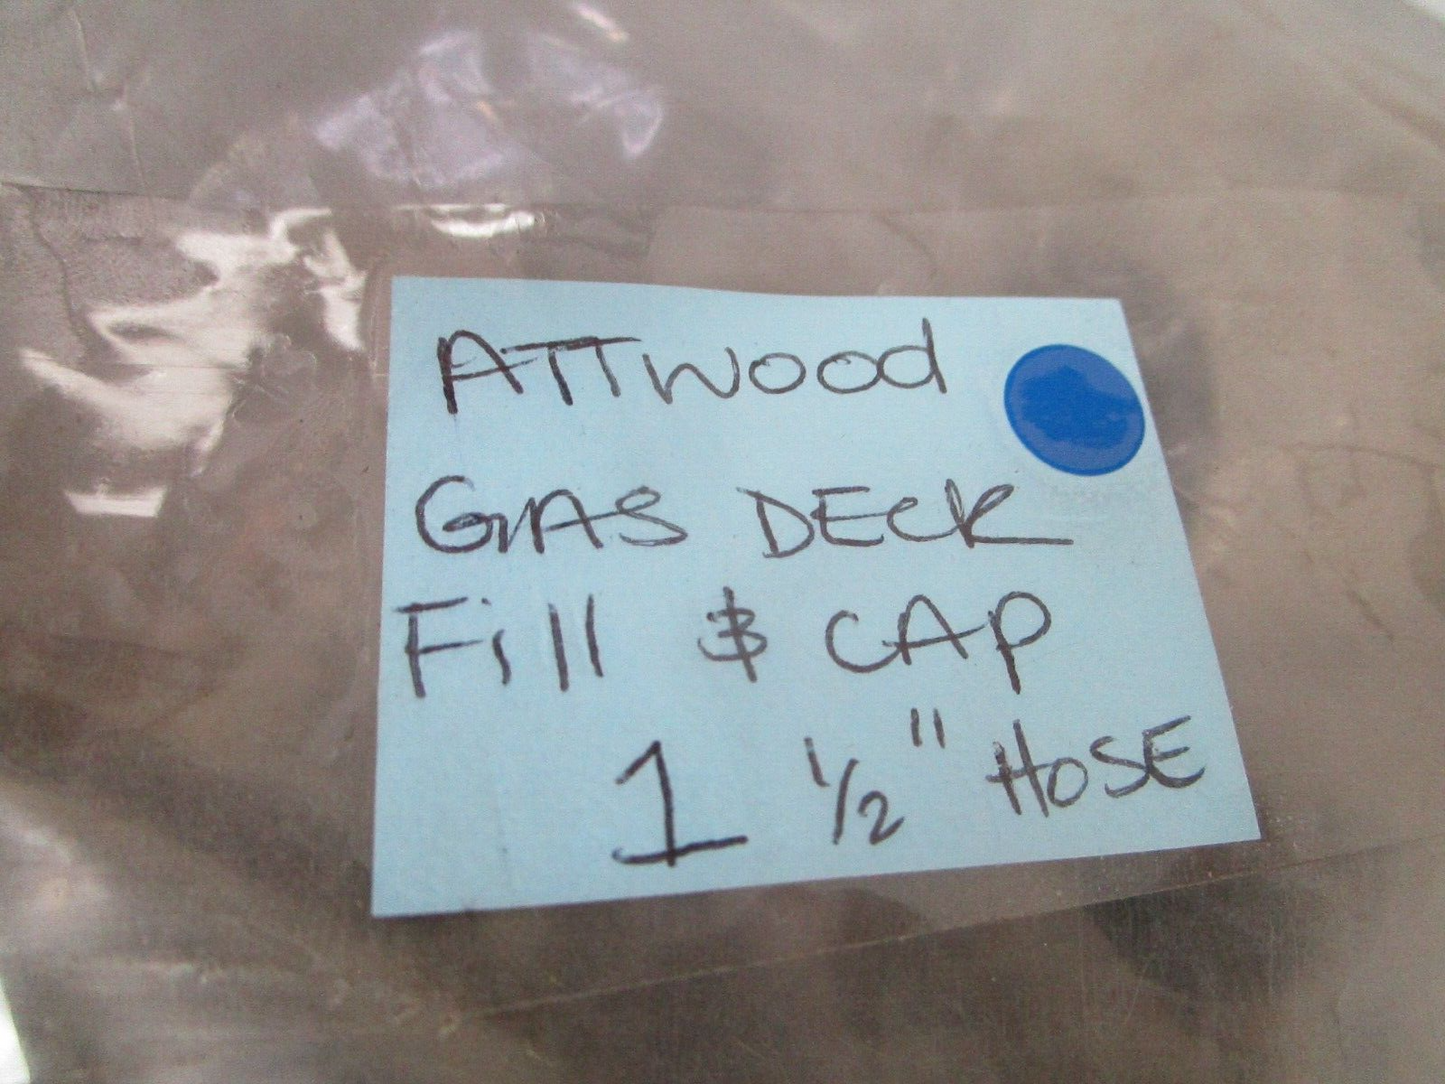 ATTWOOD
GAS DECK
Fill & CAP
1 1/2" HOSE